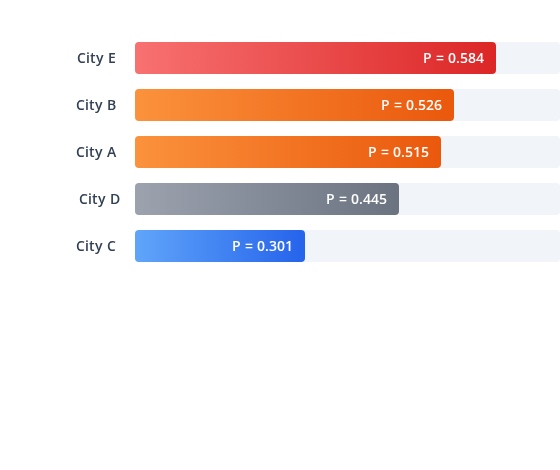 City E P = 0.584
City B P = 0.526
City A P = 0.515
City D P = 0.445
City C P = 0.301